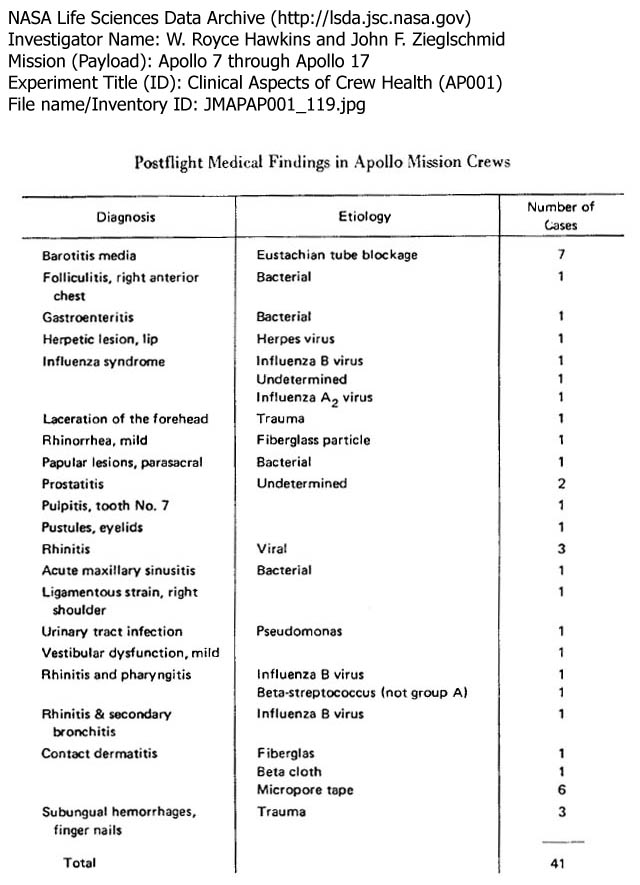 NASA Life Sciences Data Archive (http://lsda.jsc.nasa.gov)
Investigator Name: W. Royce Hawkins and John F. Zieglschmid
Mission (Payload): Apollo 7 through Apollo 17
Experiment Title (ID): Clinical Aspects of Crew Health (AP001)
File name/Inventory ID: JMAPAP001_119.jpg
Postflight Medical Findings in Apollo Mission Crews
Diagnosis Etiology Number of
Cases
Barotitis media Eustachian tube blockage 7
Folliculitis, right anterior Bacterial 1
chest
Gastroenteritis Bacterial 1
Herpetic lesion, lip Herpes virus 1
Influenza syndrome Influenza B virus 1
Undetermined 1
Influenza A2 virus 1
Laceration of the forehead Trauma 1
Rhinorrhea, mild Fiberglass particle 1
Papular lesions, parasacral Bacterial 1
Prostatitis Undetermined 2
Pulpitis, tooth No. 7 1
Pustules, eyelids 1
Rhinitis Viral 3
Acute maxillary sinusitis Bacterial 1
Ligamentous strain, right 1
shoulder
Urinary tract infection Pseudomonas 1
Vestibular dysfunction, mild 1
Rhinitis and pharyngitis Influenza B virus 1
Beta-streptococcus (not group A) 1
Rhinitis & secondary Influenza B virus 1
bronchitis
Contact dermatitis Fiberglas 1
Beta cloth 1
Micropore tape 6
Subungual hemorrhages, Trauma 3
finger nails
Total 41